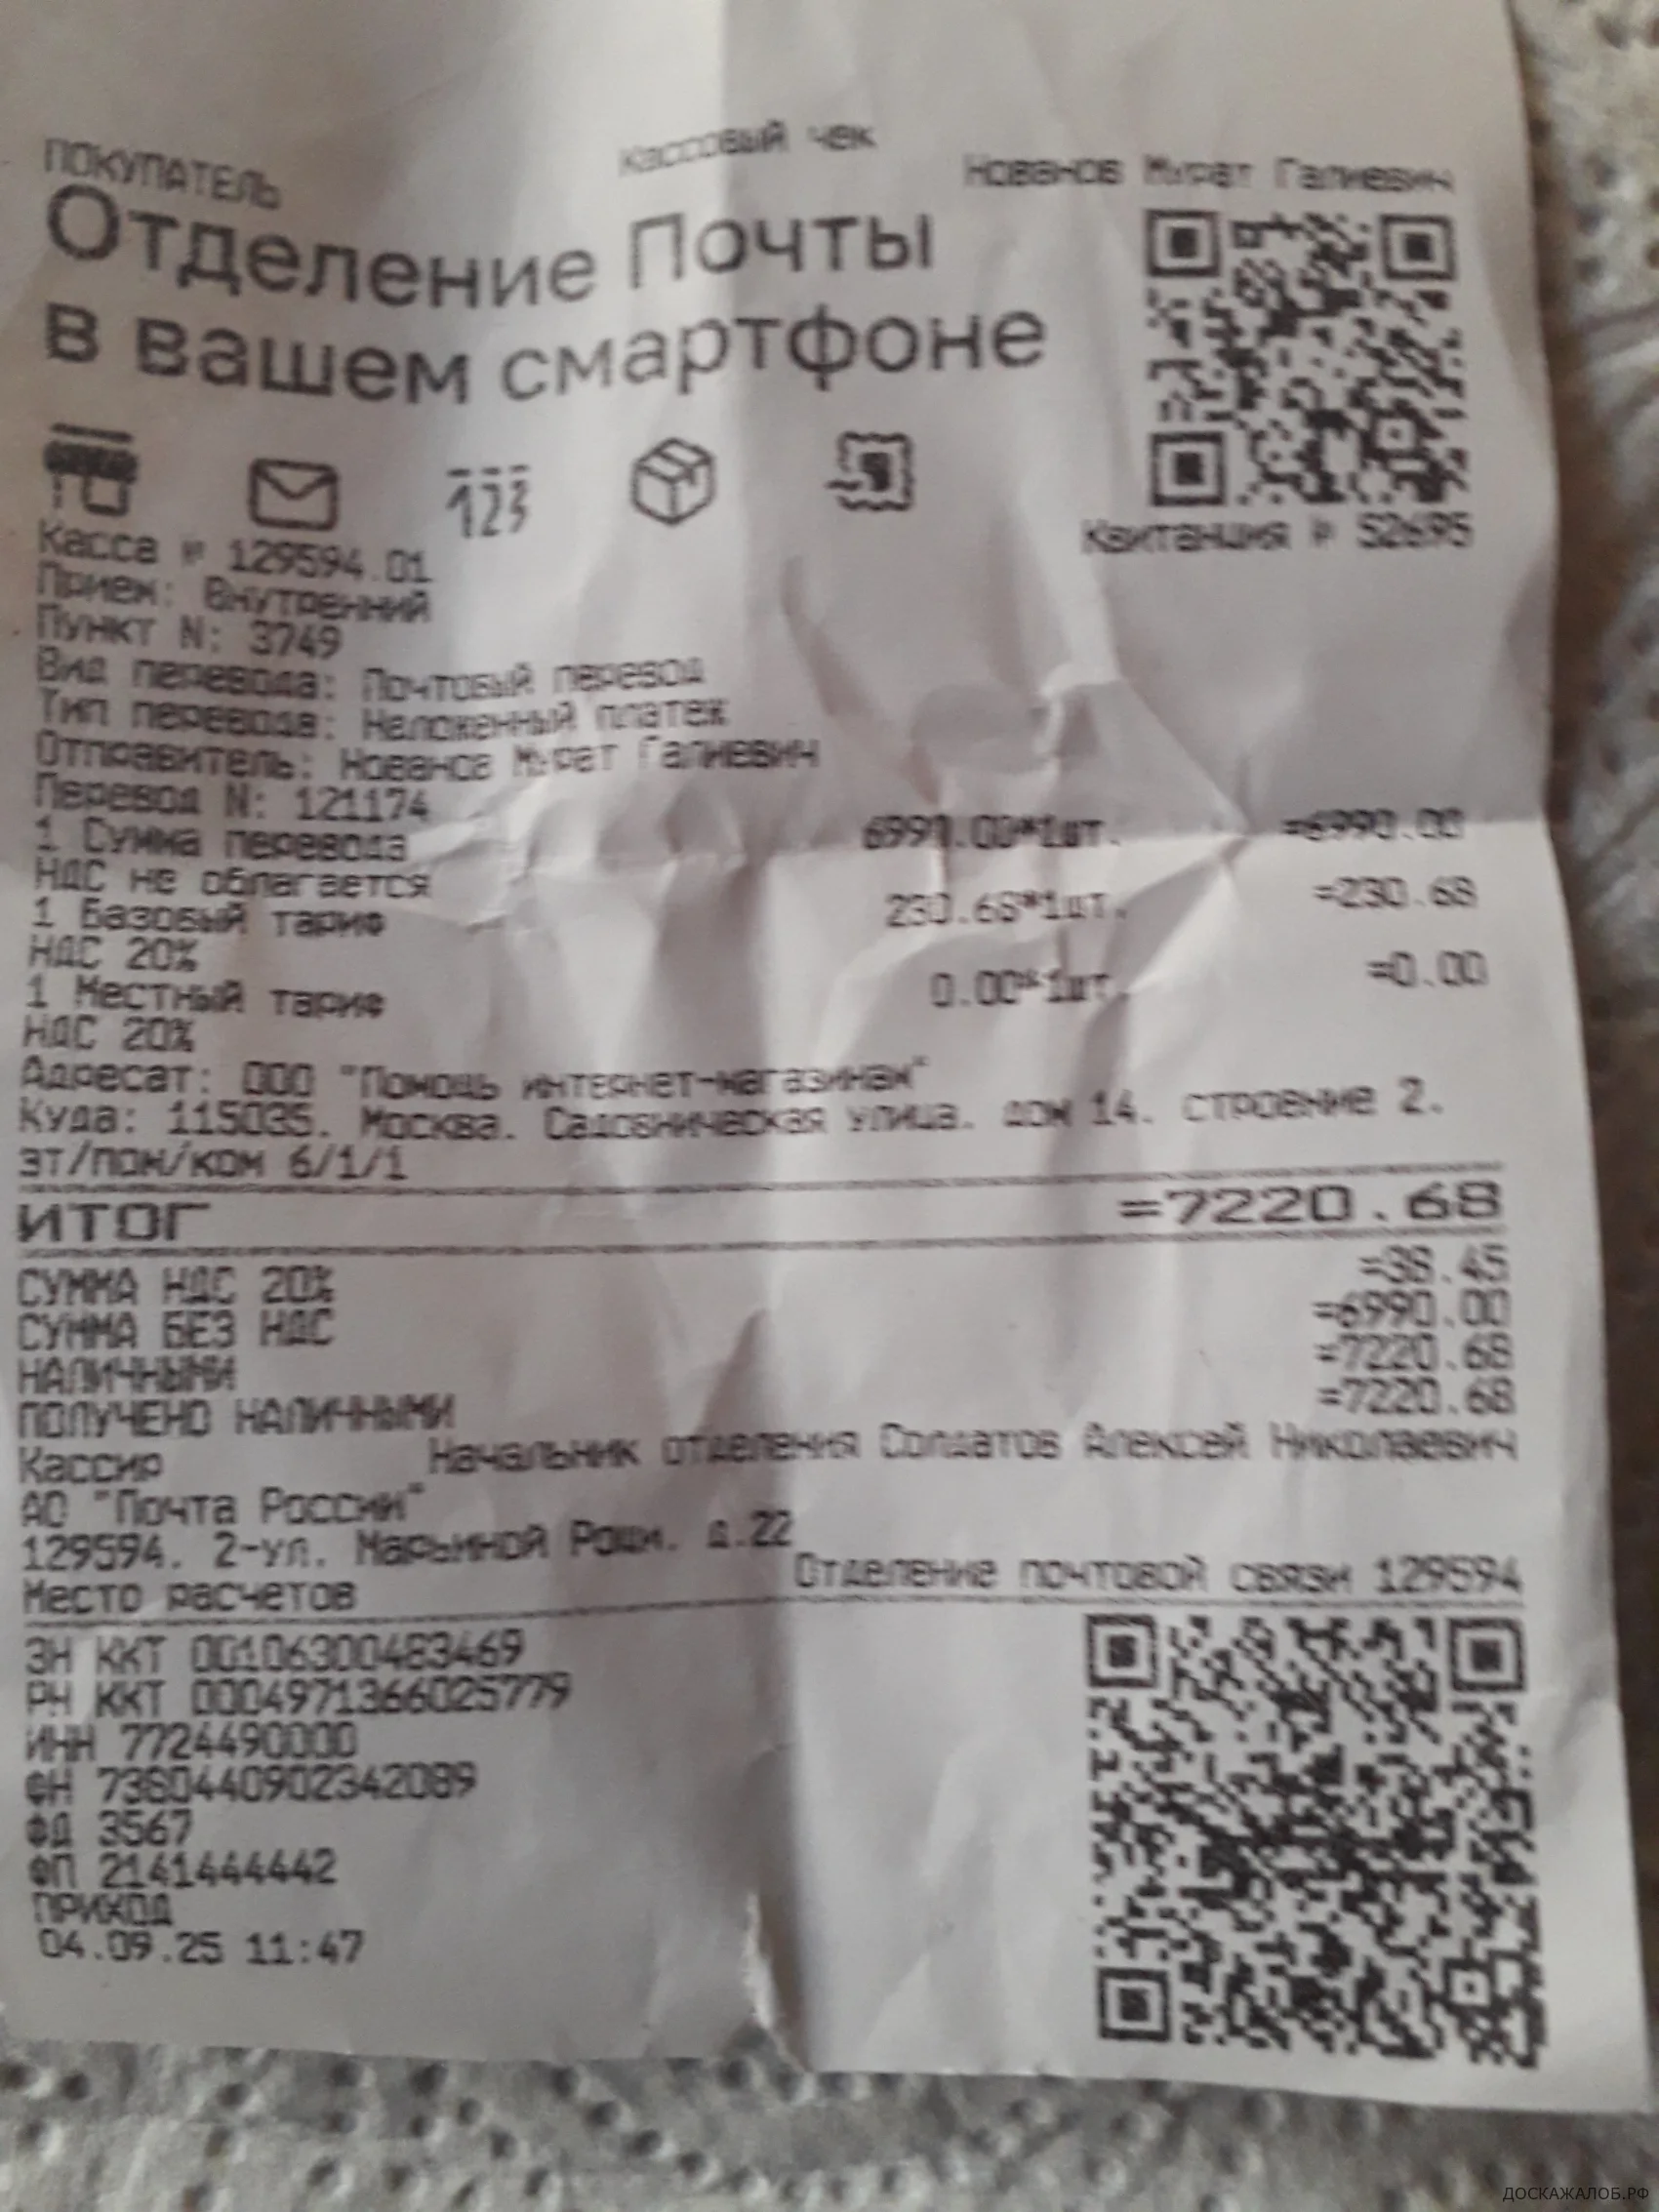 Кассовый чек
ПОКУПАТЕЛЬ Нованов Мурат Галиевич
Отделение Почты
в вашем смартфоне
123
Квитанция № 52695
Касса № 129594.01
Прием: Внутренний
Пункт N: 3749
Вид перевода: Почтовый перевод
Тип перевода: Наложенный платеж
Отправитель: Нованов Мурат Галиевич
Перевод N: 121174
1 Сумма перевода 6990.00*1шт. =6990.00
НДС не облагается
1 Базовый тариф 230.68*1шт. =230.68
НДС 20%
1 Местный тариф 0.00*1шт. =0.00
НДС 20%
Адресат: ООО "Помощь интернет-магазинам"
Куда: 115035, Москва, Садовническая улица, дом 14, строение 2,
эт/пом/ком 6/1/1
ИТОГ =7220.68
СУММА НДС 20% =38.45
СУММА БЕЗ НДС =6990.00
НАЛИЧНЫМИ =7220.68
ПОЛУЧЕНО НАЛИЧНЫМИ =7220.68
Кассир Начальник отделения Солдатов Алексей Николаевич
АО "Почта России"
129594, 2-ул. Марьиной Рощи, д.22
Место расчетов Отделение почтовой связи 129594
ЗН ККТ 00106300483469
РН ККТ 0004971366025779
ИНН 7724490000
ФН 7380440902342089
ФД 3567
ФП 2141444442
ПРИХОД
04.09.25 11:47
ДОСКАЖАЛОБ.РФ